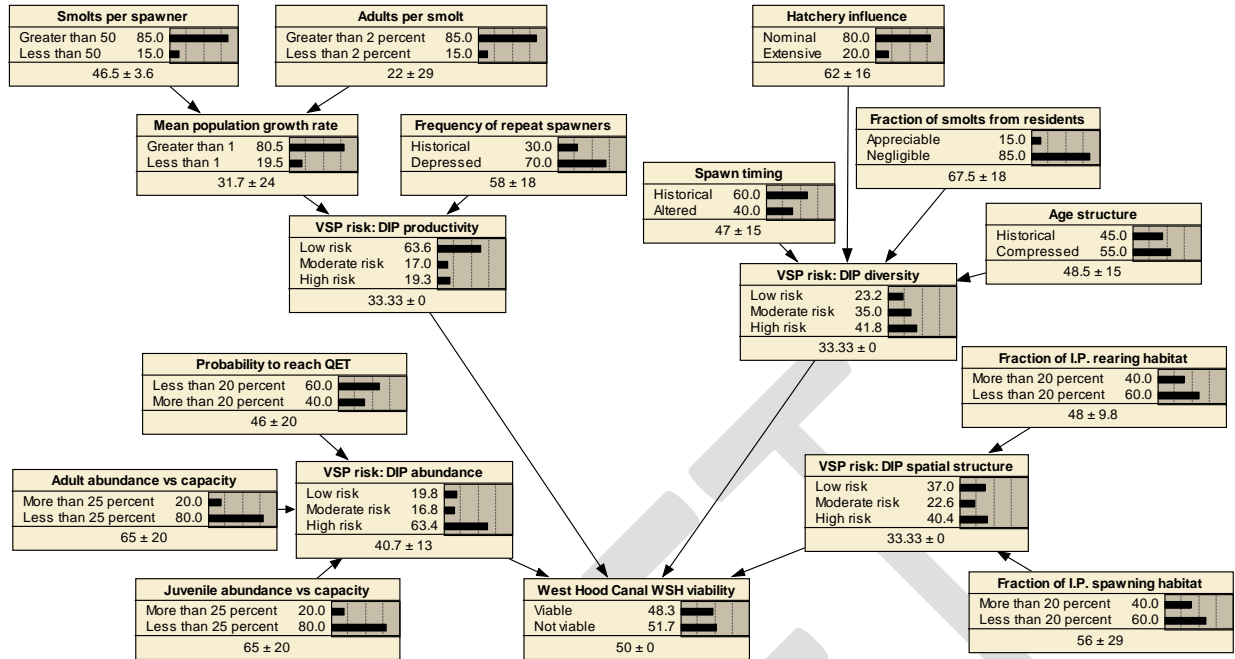 Smolts per spawner
Greater than 50 85.0
Less than 50 15.0
46.5 ± 3.6
Adults per smolt
Greater than 2 percent 85.0
Less than 2 percent 15.0
22 ± 29
Hatchery influence
Nominal 80.0
Extensive 20.0
62 ± 16
Mean population growth rate
Greater than 1 80.5
Less than 1 19.5
31.7 ± 24
Frequency of repeat spawners
Historical 30.0
Depressed 70.0
58 ± 18
Fraction of smolts from residents
Appreciable 15.0
Negligible 85.0
67.5 ± 18
Spawn timing
Historical 60.0
Altered 40.0
47 ± 15
Age structure
Historical 45.0
Compressed 55.0
48.5 ± 15
VSP risk: DIP productivity
Low risk 63.6
Moderate risk 17.0
High risk 19.3
33.33 ± 0
VSP risk: DIP diversity
Low risk 23.2
Moderate risk 35.0
High risk 41.8
33.33 ± 0
Probability to reach QET
Less than 20 percent 60.0
More than 20 percent 40.0
46 ± 20
Fraction of I.P. rearing habitat
More than 20 percent 40.0
Less than 20 percent 60.0
48 ± 9.8
Adult abundance vs capacity
More than 25 percent 20.0
Less than 25 percent 80.0
65 ± 20
VSP risk: DIP abundance
Low risk 19.8
Moderate risk 16.8
High risk 63.4
40.7 ± 13
VSP risk: DIP spatial structure
Low risk 37.0
Moderate risk 22.6
High risk 40.4
33.33 ± 0
Juvenile abundance vs capacity
More than 25 percent 20.0
Less than 25 percent 80.0
65 ± 20
West Hood Canal WSH viability
Viable 48.3
Not viable 51.7
50 ± 0
Fraction of I.P. spawning habitat
More than 20 percent 40.0
Less than 20 percent 60.0
56 ± 29